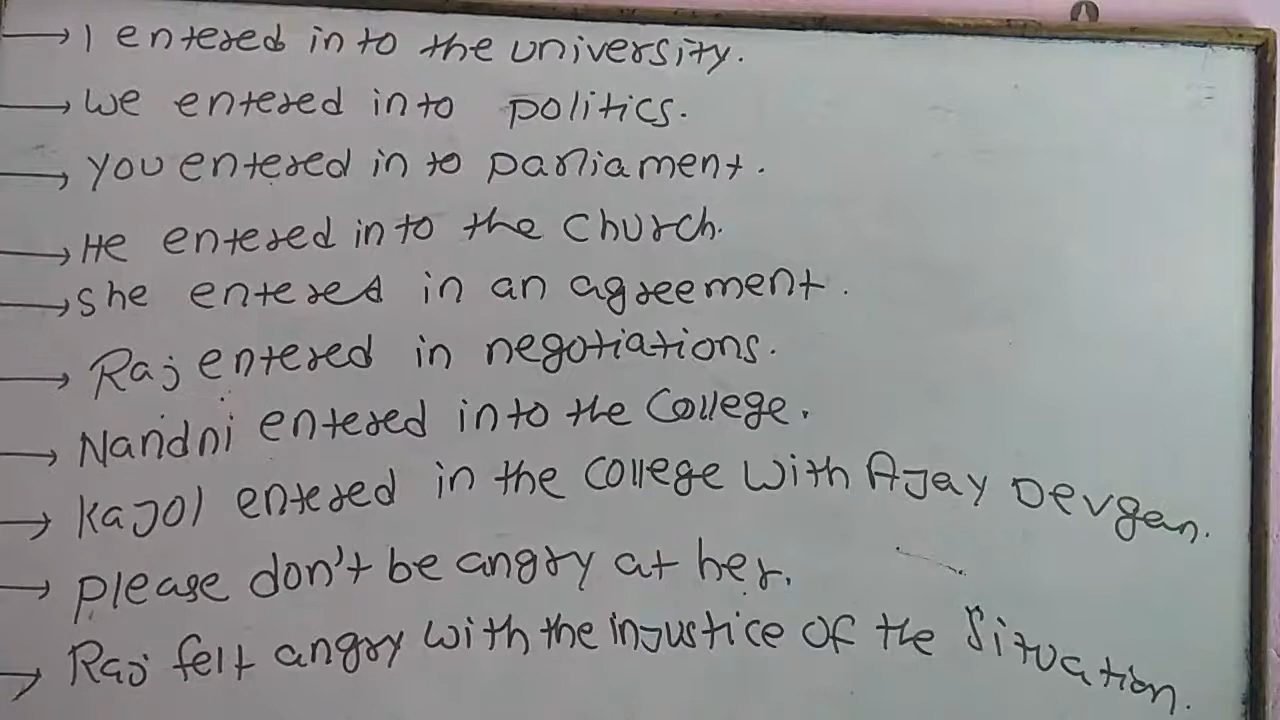 → I entered in to the university.
→ We entered into politics.
→ You entered in to parliament.
→ He entered into the church.
→ She entered in an agreement.
→ Raj entered in negotiations.
→ Nandni entered into the College.
→ Kajol entered in the College with Ajay Devgan.
→ please don't be angry at her.
→ Raj felt angry with the injustice of the Situation.